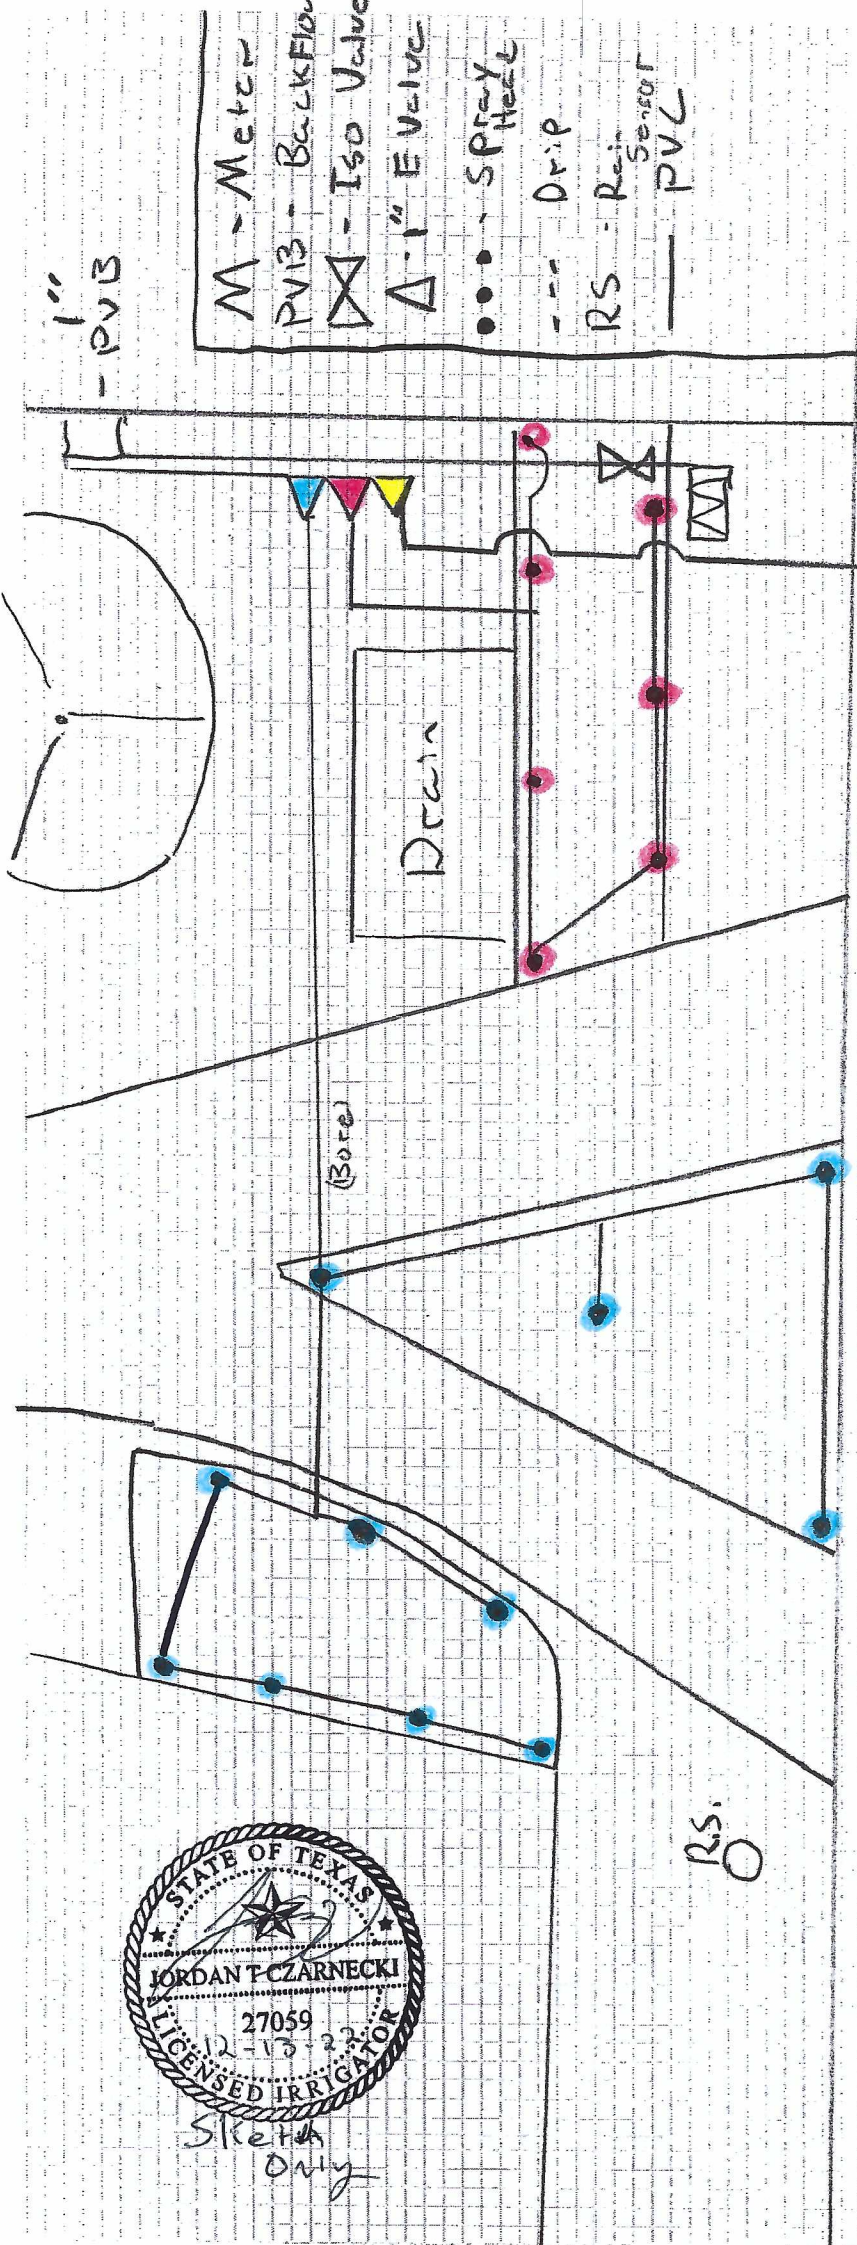 1"
- PVB
M - Meter
PVB - BackFlow
- Iso Valve
- 1" E Valve
- Spray
Head
--- Drip
RS - Rain
Sensor
PVC
Drain
(Bore)
R.S.
STATE OF TEXAS
JORDAN T CZARNECKI
27059
12-13-22
LICENSED IRRIGATOR
Sketch
Only